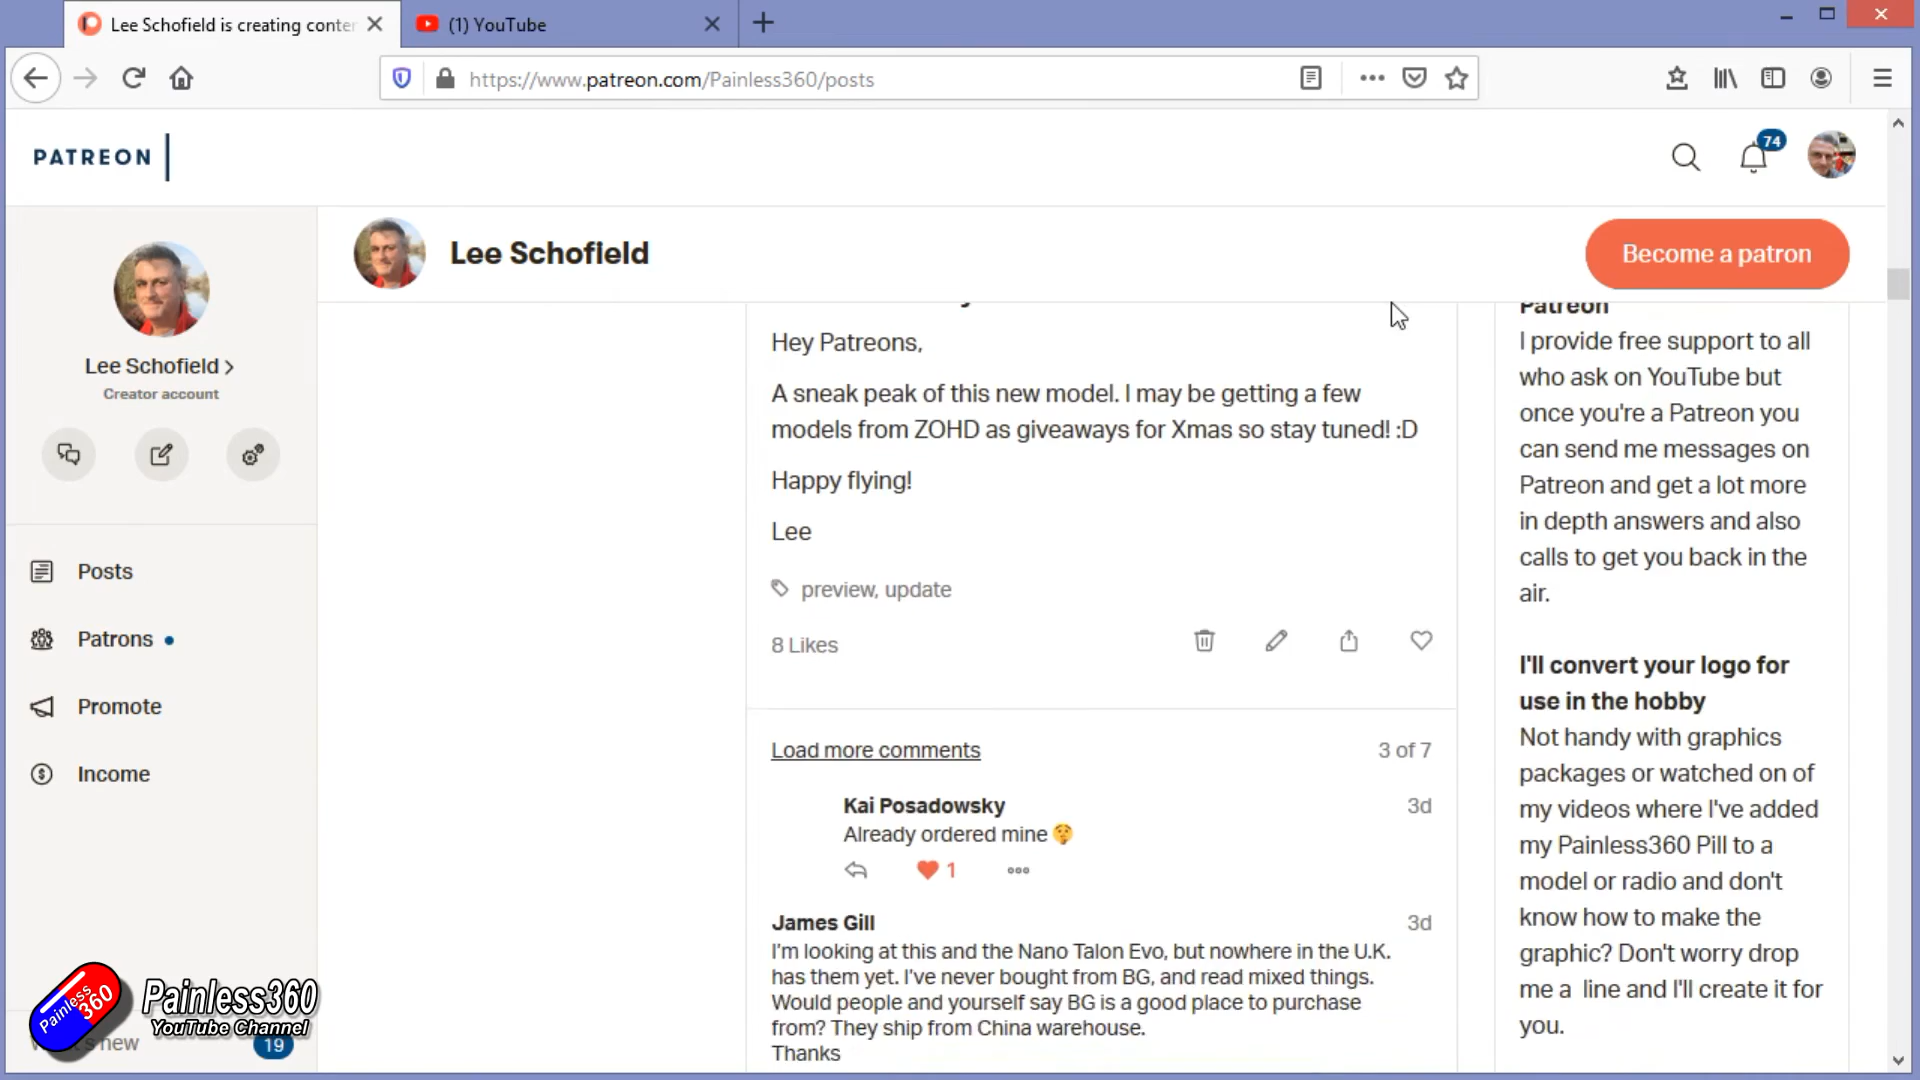 Lee Schofield is creating conter
(1) YouTube
https://www.patreon.com/Painless360/posts
PATREON
74
Lee Schofield
Become a patron
Lee Schofield
Creator account
Posts
Patrons
Promote
Income
19
Painless 360
Painless360
YouTube Channel
Hey Patreons,
A sneak peak of this new model. I may be getting a few
models from ZOHD as giveaways for Xmas so stay tuned! :D
Happy flying!
Lee
preview, update
8 Likes
Load more comments
3 of 7
Kai Posadowsky
3d
Already ordered mine 🤫
1
James Gill
3d
I'm looking at this and the Nano Talon Evo, but nowhere in the U.K.
has them yet. I've never bought from BG, and read mixed things.
Would people and yourself say BG is a good place to purchase
from? They ship from China warehouse.
Thanks
Patreon
I provide free support to all
who ask on YouTube but
once you're a Patreon you
can send me messages on
Patreon and get a lot more
in depth answers and also
calls to get you back in the
air.
I'll convert your logo for
use in the hobby
Not handy with graphics
packages or watched on of
my videos where I've added
my Painless360 Pill to a
model or radio and don't
know how to make the
graphic? Don't worry drop
me a line and I'll create it for
you.